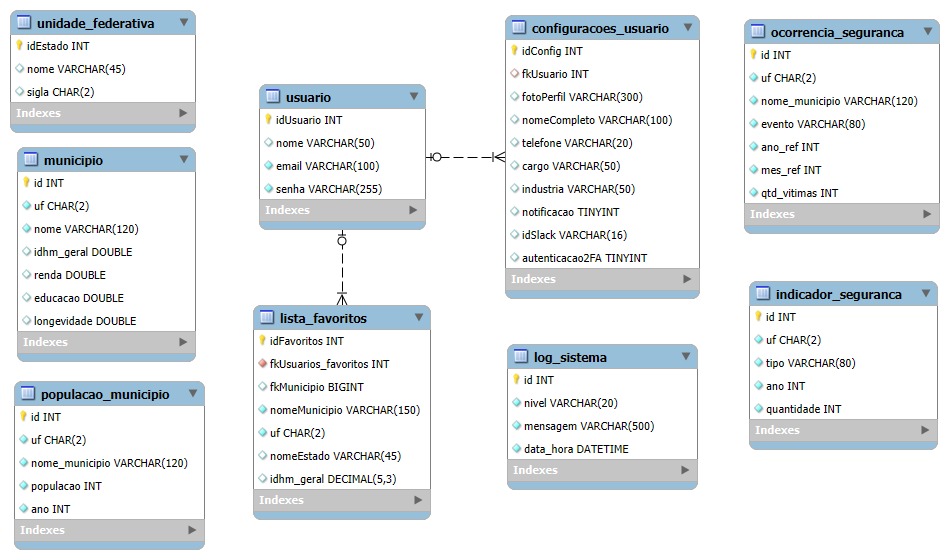 unidade_federativa
idEstado INT
nome VARCHAR(45)
sigla CHAR(2)
Indexes
municipio
id INT
uf CHAR(2)
nome VARCHAR(120)
idhm_geral DOUBLE
renda DOUBLE
educacao DOUBLE
longevidade DOUBLE
Indexes
populacao_municipio
id INT
uf CHAR(2)
nome_municipio VARCHAR(120)
populacao INT
ano INT
Indexes
usuario
idUsuario INT
nome VARCHAR(50)
email VARCHAR(100)
senha VARCHAR(255)
Indexes
lista_favoritos
idFavoritos INT
fkUsuarios_favoritos INT
fkMunicipio BIGINT
nomeMunicipio VARCHAR(150)
uf CHAR(2)
nomeEstado VARCHAR(45)
idhm_geral DECIMAL(5,3)
Indexes
configuracoes_usuario
idConfig INT
fkUsuario INT
fotoPerfil VARCHAR(300)
nomeCompleto VARCHAR(100)
telefone VARCHAR(20)
cargo VARCHAR(50)
industria VARCHAR(50)
notificacao TINYINT
idSlack VARCHAR(16)
autenticacao2FA TINYINT
Indexes
log_sistema
id INT
nivel VARCHAR(20)
mensagem VARCHAR(500)
data_hora DATETIME
Indexes
ocorrencia_seguranca
id INT
uf CHAR(2)
nome_municipio VARCHAR(120)
evento VARCHAR(80)
ano_ref INT
mes_ref INT
qtd_vitimas INT
Indexes
indicador_seguranca
id INT
uf CHAR(2)
tipo VARCHAR(80)
ano INT
quantidade INT
Indexes